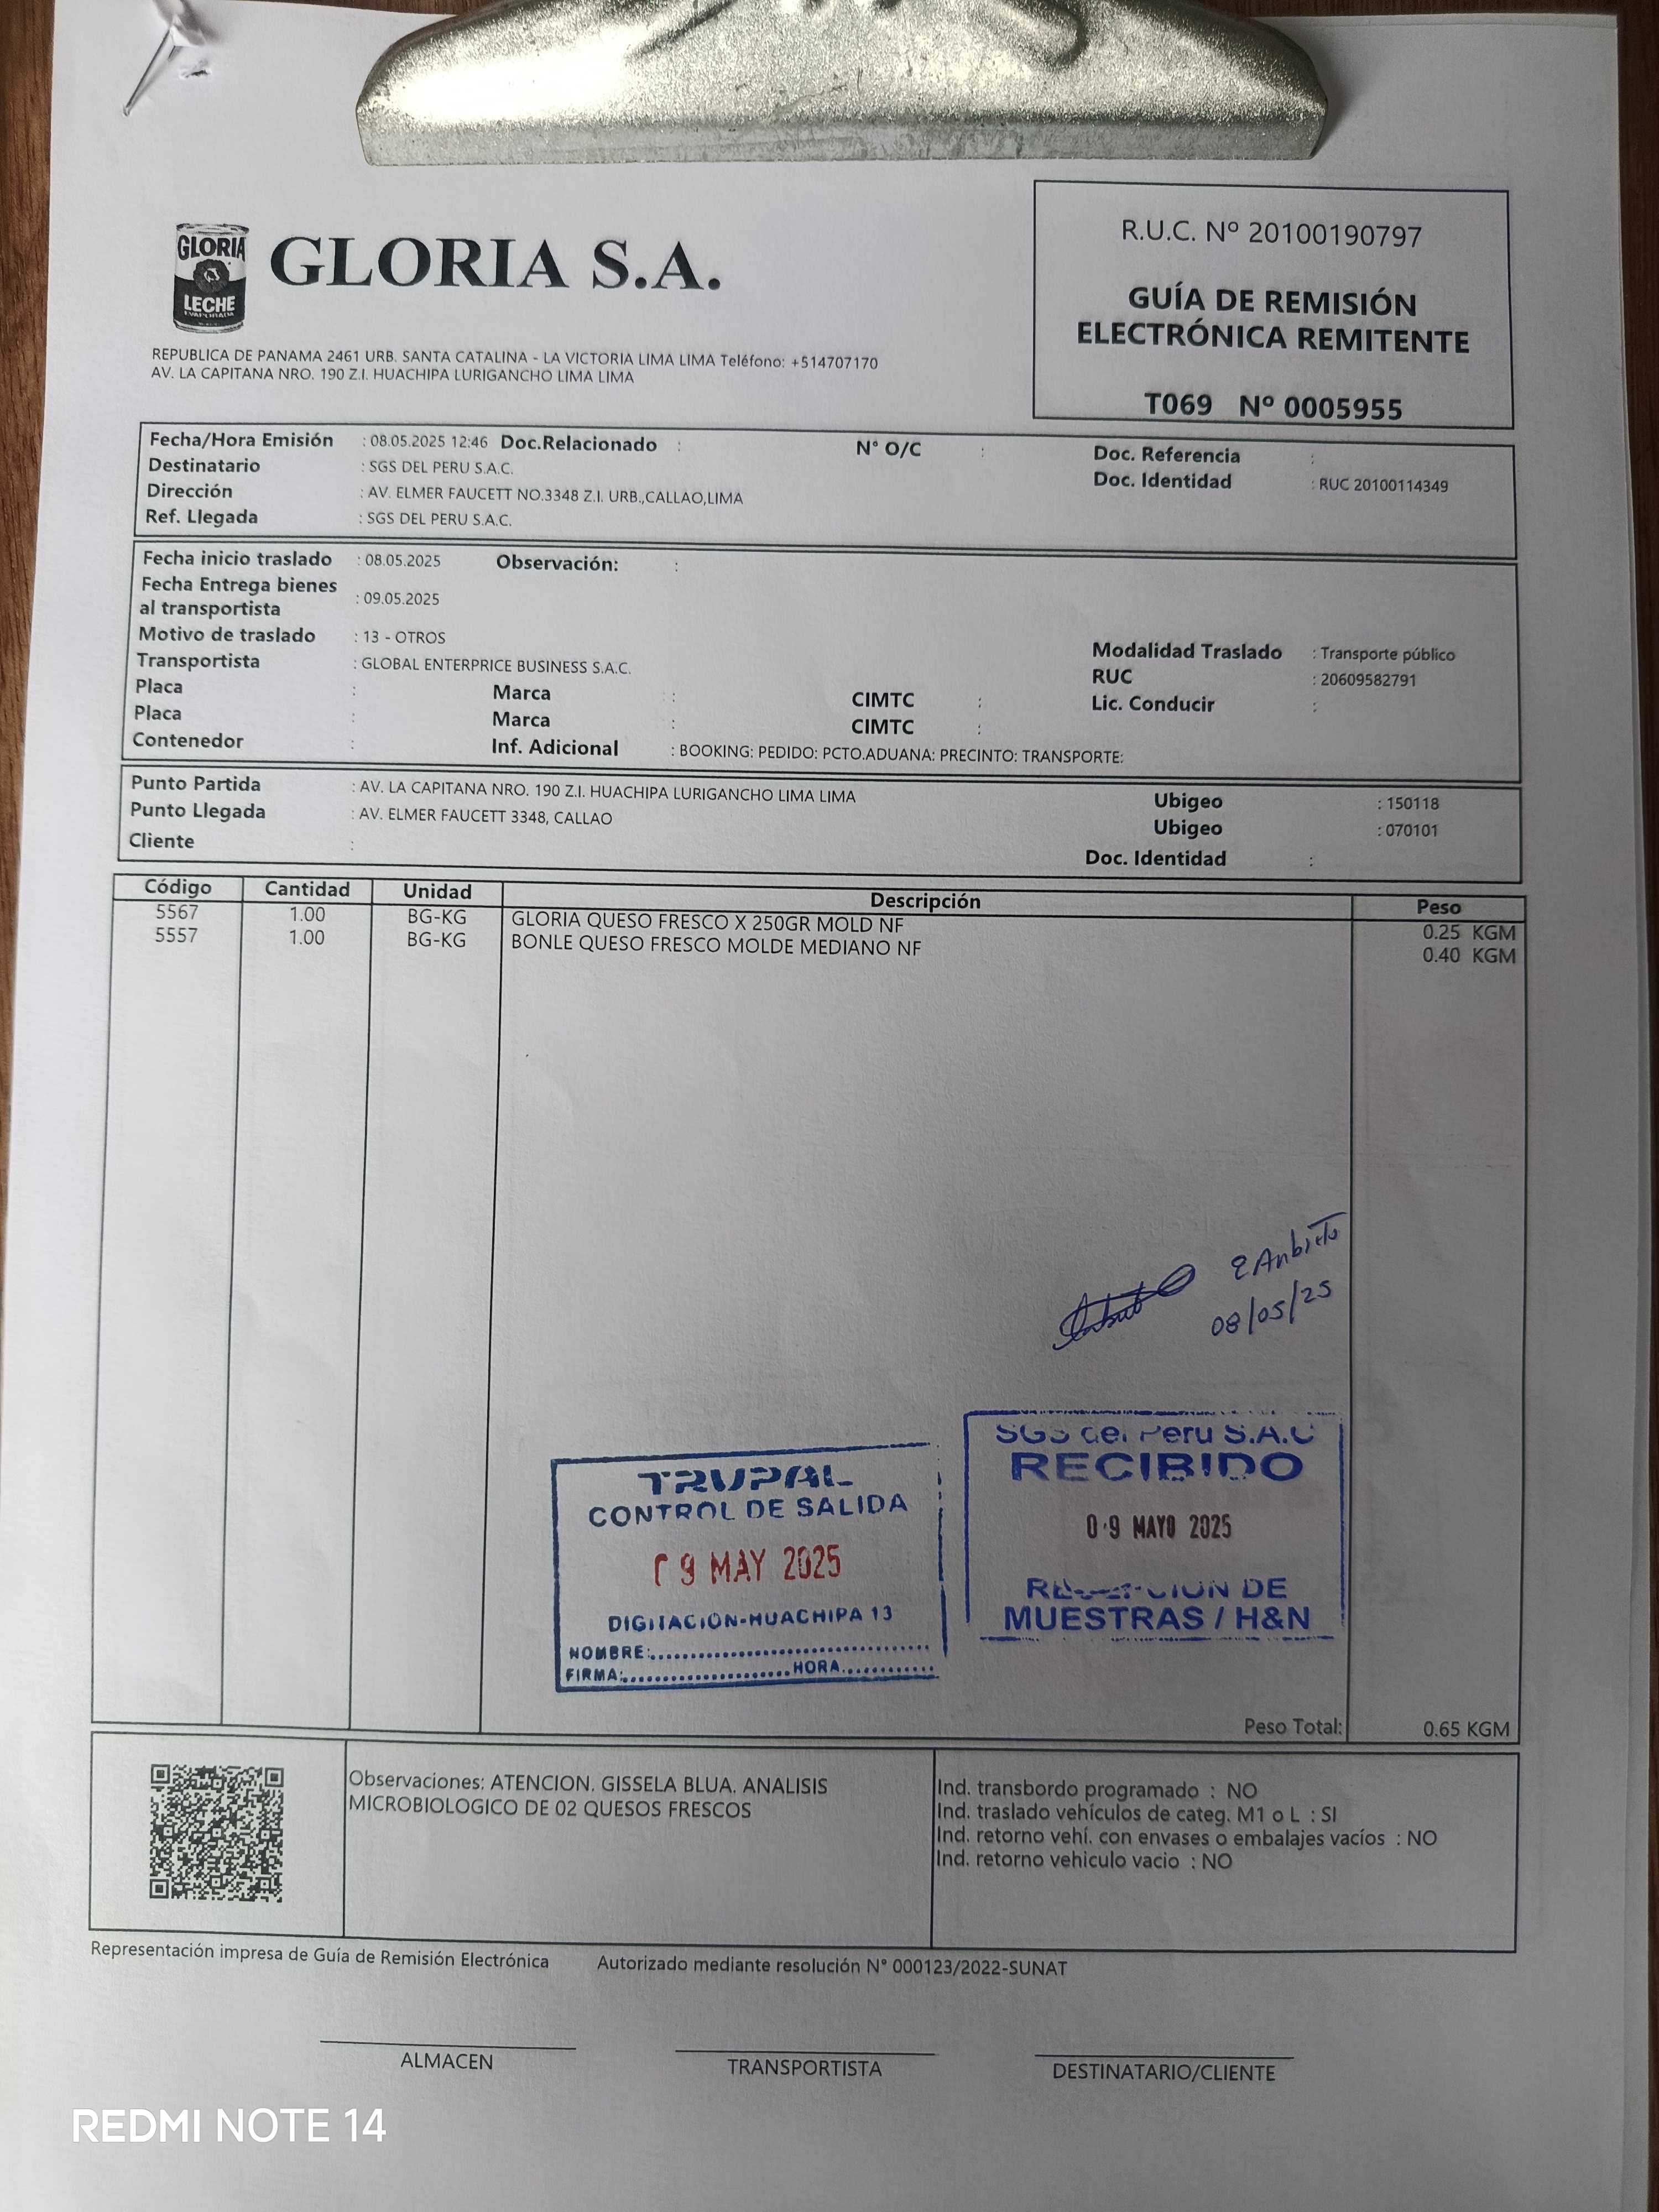 GLORIA
LECHE
EVAPORADA
GLORIA S.A.
REPUBLICA DE PANAMA 2461 URB. SANTA CATALINA - LA VICTORIA LIMA LIMA Teléfono: +514707170
AV. LA CAPITANA NRO. 190 Z.I. HUACHIPA LURIGANCHO LIMA LIMA
R.U.C. Nº 20100190797
GUÍA DE REMISIÓN
ELECTRÓNICA REMITENTE
T069 Nº 0005955
Fecha/Hora Emisión : 08.05.2025 12:46 Doc.Relacionado : N° O/C : Doc. Referencia :
Destinatario : SGS DEL PERU S.A.C. Doc. Identidad : RUC 20100114349
Dirección : AV. ELMER FAUCETT NO.3348 Z.I. URB.,CALLAO,LIMA
Ref. Llegada : SGS DEL PERU S.A.C.
Fecha inicio traslado : 08.05.2025 Observación: :
Fecha Entrega bienes
al transportista : 09.05.2025
Motivo de traslado : 13 - OTROS Modalidad Traslado : Transporte público
Transportista : GLOBAL ENTERPRICE BUSINESS S.A.C. RUC : 20609582791
Placa : Marca : CIMTC : Lic. Conducir :
Placa : Marca : CIMTC :
Contenedor : Inf. Adicional : BOOKING: PEDIDO: PCTO.ADUANA: PRECINTO: TRANSPORTE:
Punto Partida : AV. LA CAPITANA NRO. 190 Z.I. HUACHIPA LURIGANCHO LIMA LIMA Ubigeo : 150118
Punto Llegada : AV. ELMER FAUCETT 3348, CALLAO Ubigeo : 070101
Cliente : Doc. Identidad :
Código Cantidad Unidad Descripción Peso
5567 1.00 BG-KG GLORIA QUESO FRESCO X 250GR MOLD NF 0.25 KGM
5557 1.00 BG-KG BONLE QUESO FRESCO MOLDE MEDIANO NF 0.40 KGM
08/05/25
TRUPAL
CONTROL DE SALIDA
09 MAY 2025
DIGITACION-HUACHIPA 13
NOMBRE:
FIRMA: HORA
SGS del Peru S.A.C
RECIBIDO
09 MAYO 2025
RECEPCION DE
MUESTRAS / H&N
Peso Total: 0.65 KGM
Observaciones: ATENCION. GISSELA BLUA. ANALISIS
MICROBIOLOGICO DE 02 QUESOS FRESCOS
Ind. transbordo programado : NO
Ind. traslado vehículos de categ. M1 o L : SI
Ind. retorno vehí. con envases o embalajes vacíos : NO
Ind. retorno vehiculo vacio : NO
Representación impresa de Guía de Remisión Electrónica Autorizado mediante resolución N° 000123/2022-SUNAT
ALMACEN
TRANSPORTISTA
DESTINATARIO/CLIENTE
REDMI NOTE 14